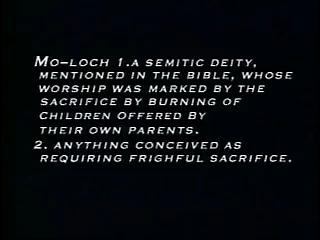 MO–LOCH 1.A SEMITIC DEITY,
MENTIONED IN THE BIBLE, WHOSE
WORSHIP WAS MARKED BY THE
SACRIFICE BY BURNING OF
CHILDREN OFFERED BY
THEIR OWN PARENTS.
2. ANYTHING CONCEIVED AS
REQUIRING FRIGHFUL SACRIFICE.